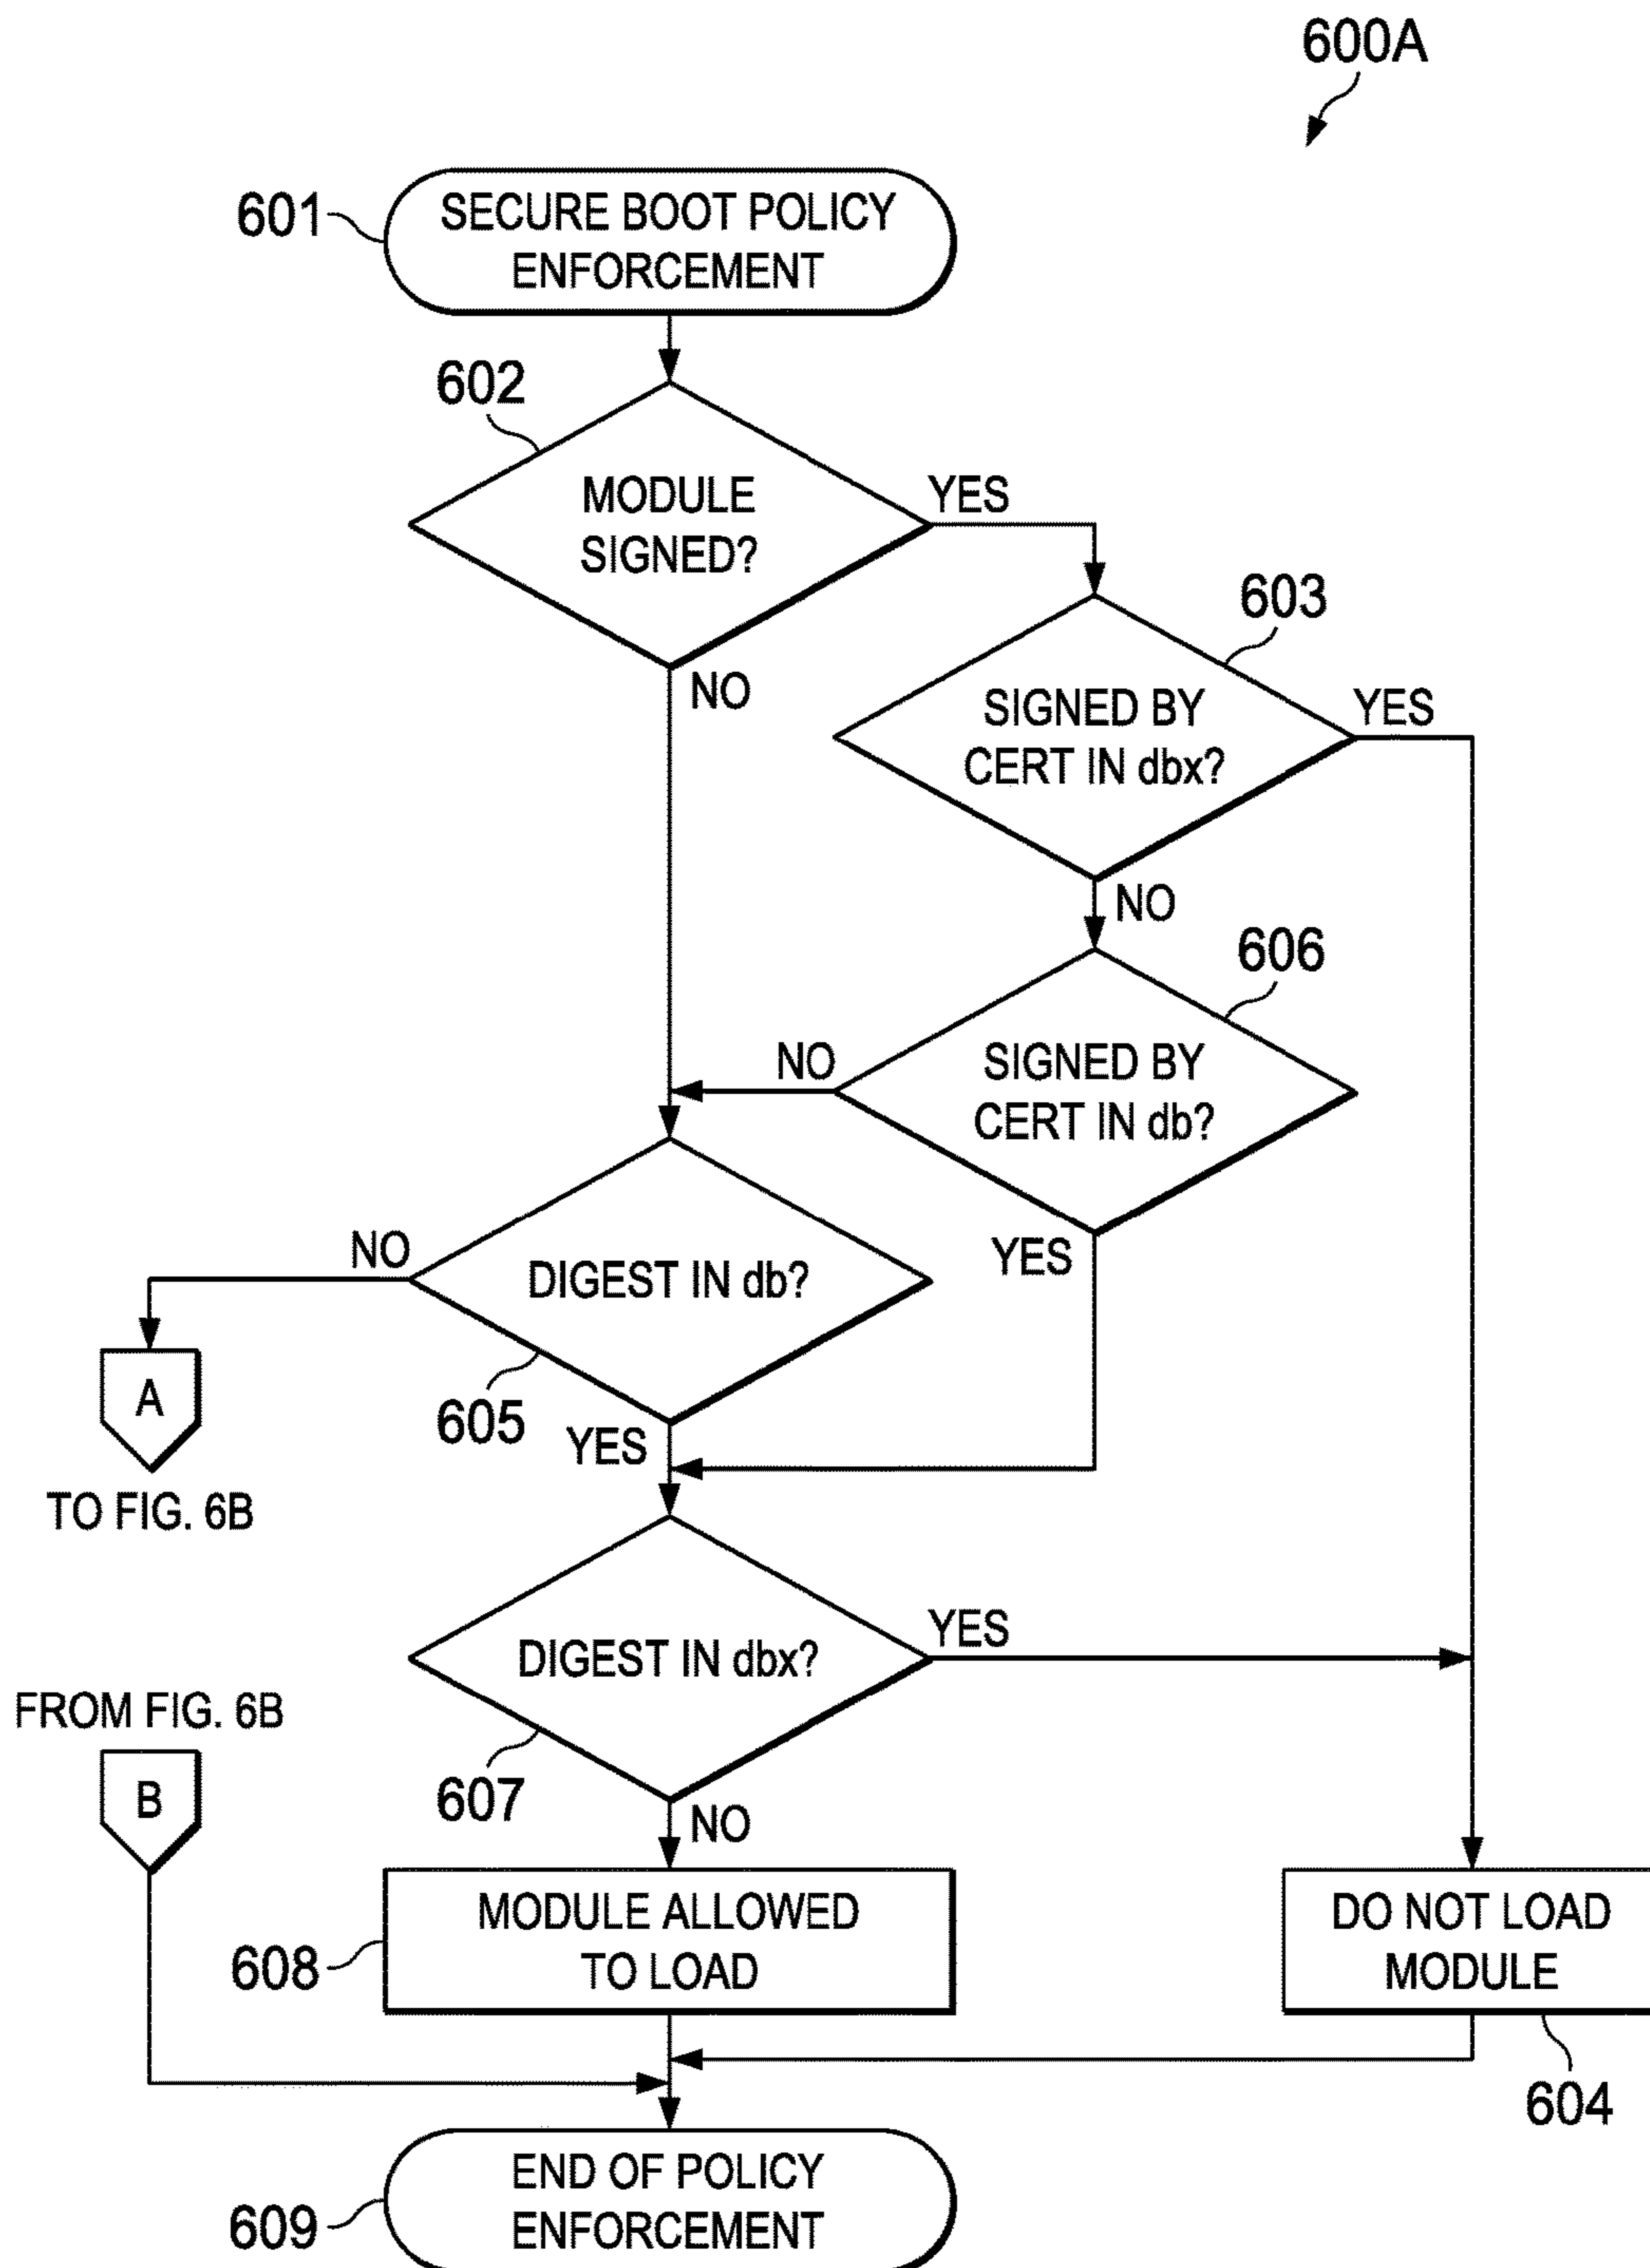 600A
601
SECURE BOOT POLICY
ENFORCEMENT
602
MODULE
SIGNED?
YES
NO
603
SIGNED BY
CERT IN dbx?
YES
NO
606
SIGNED BY
CERT IN db?
NO
YES
DIGEST IN db?
NO
605
YES
A
TO FIG. 6B
DIGEST IN dbx?
YES
607
NO
FROM FIG. 6B
B
608
MODULE ALLOWED
TO LOAD
DO NOT LOAD
MODULE
604
609
END OF POLICY
ENFORCEMENT